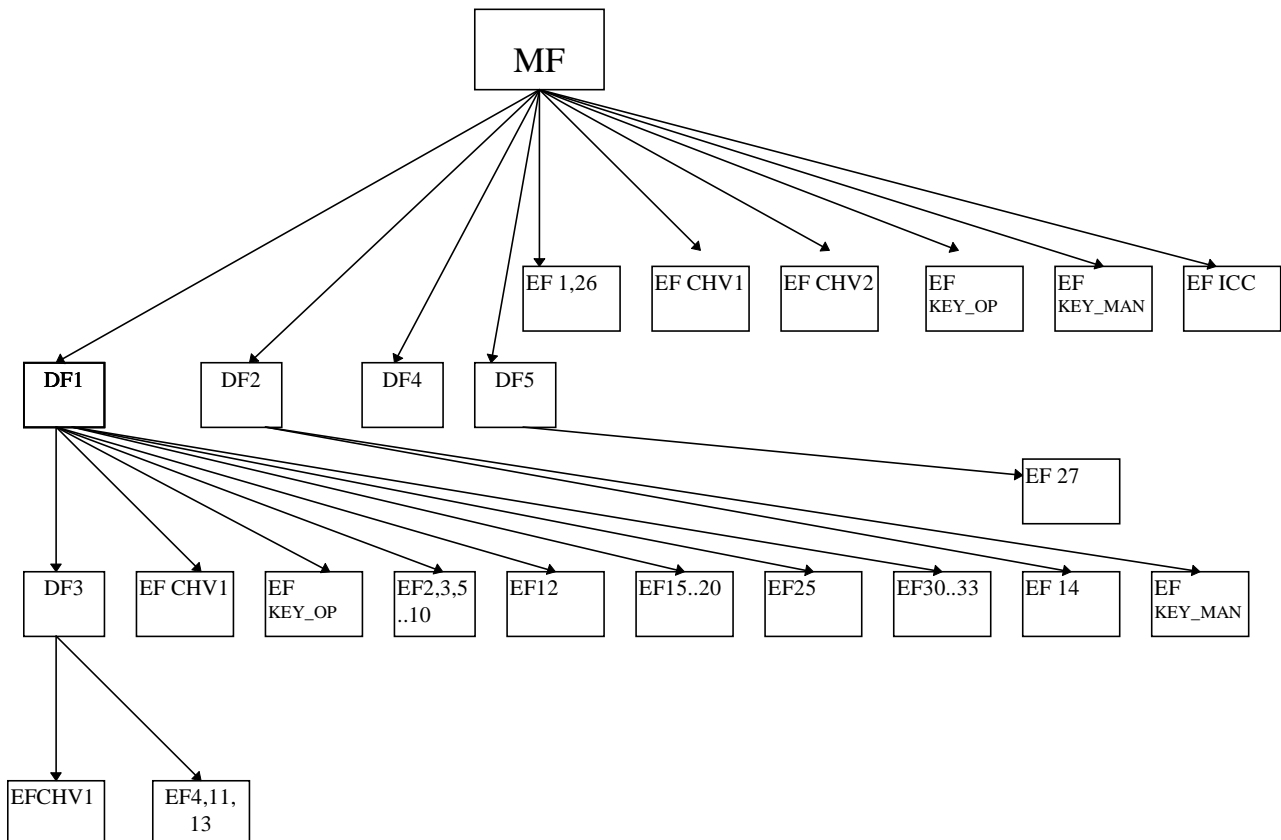 MF
EF 1,26
EF CHV1
EF CHV2
EF
KEY_OP
EF
KEY_MAN
EF ICC
DF1
DF2
DF4
DF5
EF 27
DF3
EF CHV1
EF
KEY_OP
EF2,3,5
..10
EF12
EF15..20
EF25
EF30..33
EF 14
EF
KEY_MAN
EFCHV1
EF4,11,
13